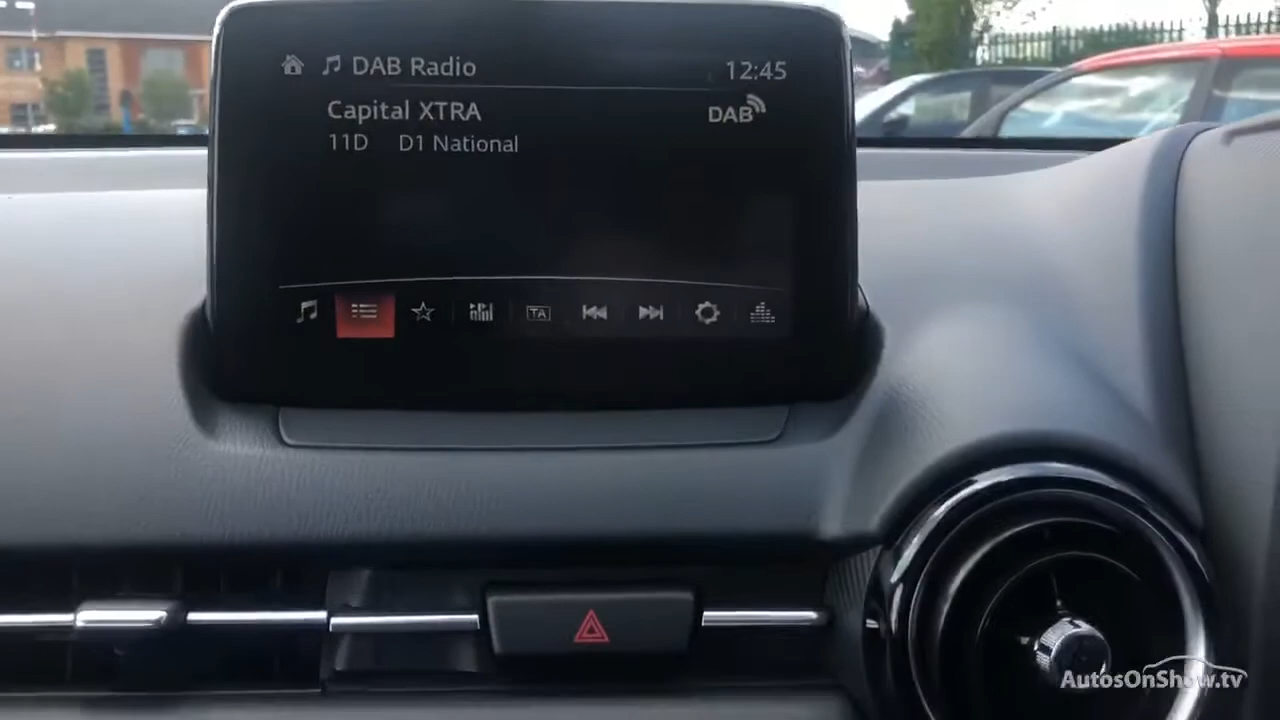 DAB Radio 12:45
Capital XTRA DAB
11D D1 National
TA
AutosOnShow.tv